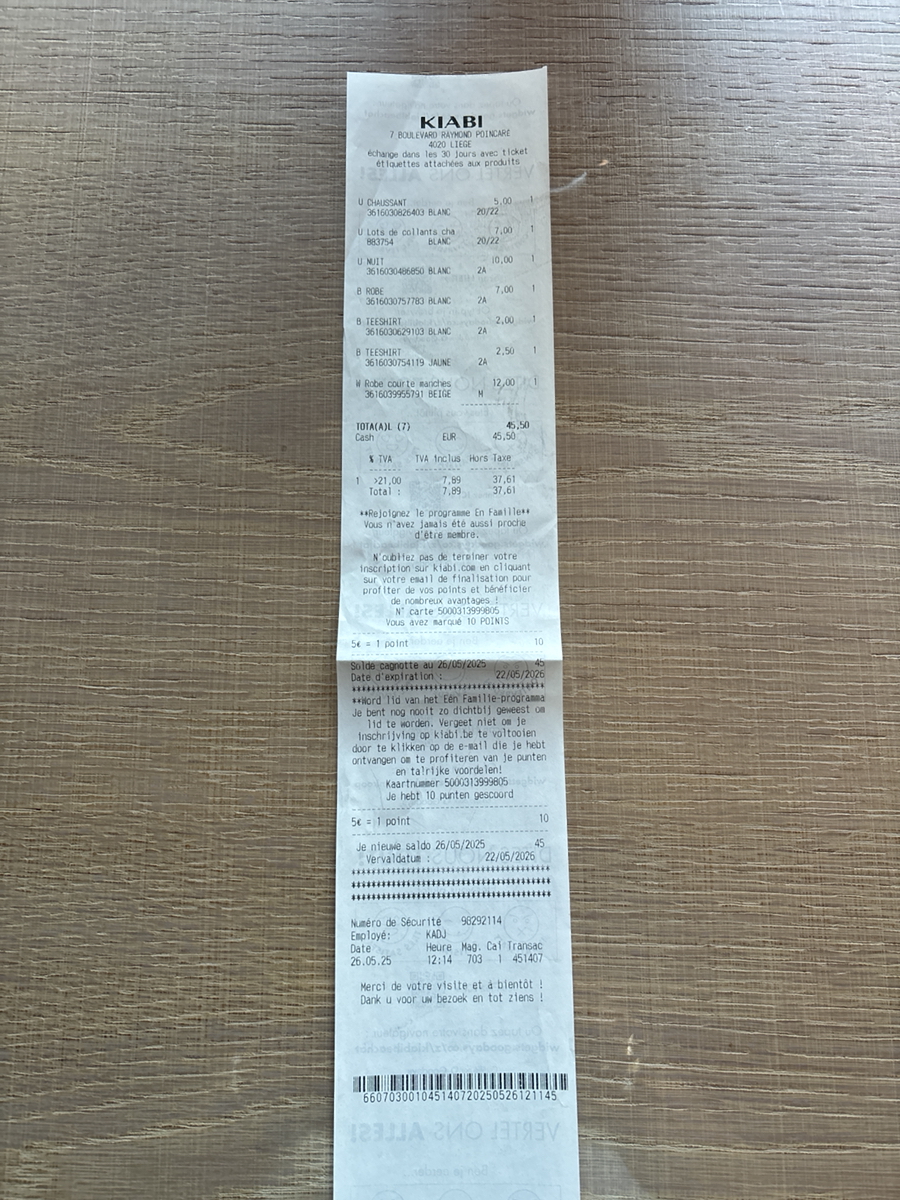 KIABI
7 BOULEVARD RAYMOND POINCARE
4020 LIEGE
échange dans les 30 jours avec ticket
étiquettes attachées aux produits
U CHAUSSANT 5,00 1
3616030826403 BLANC 20/22
U Lots de collants cha 7,00 1
883754 BLANC 20/22
U NUIT 10,00 1
3616030486850 BLANC 2A
B ROBE 7,00 1
3616030757783 BLANC 2A
B TEESHIRT 2,00 1
3616030629103 BLANC 2A
B TEESHIRT 2,50 1
3616030754119 JAUNE 2A
W Robe courte manches 12,00 1
3616039955791 BEIGE M
TOTA(A)L (7) 45,50
Cash EUR 45,50
% TVA TVA inclus Hors Taxe
1 >21,00 7,89 37,61
Total : 7,89 37,61
**Rejoignez le programme En Famille**
Vous n'avez jamais été aussi proche
d'être membre.
N'oubliez pas de terminer votre
inscription sur kiabi.com en cliquant
sur votre email de finalisation pour
profiter de vos points et bénéficier
de nombreux avantages !
N° carte 5000313999805
Vous avez marqué 10 POINTS
5€ = 1 point 10
Solde cagnotte au 26/05/2025 45
Date d'expiration : 22/05/2026
**Word lid van het Eén Familie-programma
Je bent nog nooit zo dichtbij geweest om
lid te worden. Vergeet niet om je
inschrijving op kiabi.be te voltooien
door te klikken op de e-mail die je hebt
ontvangen om te profiteren van je punten
en talrijke voordelen!
Kaartnummer 5000313999805
Je hebt 10 punten gescoord
5€ = 1 point 10
Je nieuwe saldo 26/05/2025 45
Vervaldatum : 22/05/2026
Numéro de Sécurité 98292114
Employé: KADJ
Date Heure Mag. Cai Transac
26.05.25 12:14 703 1 451407
Merci de votre visite et à bientôt !
Dank u voor uw bezoek en tot ziens !
660703001045140720250526121145